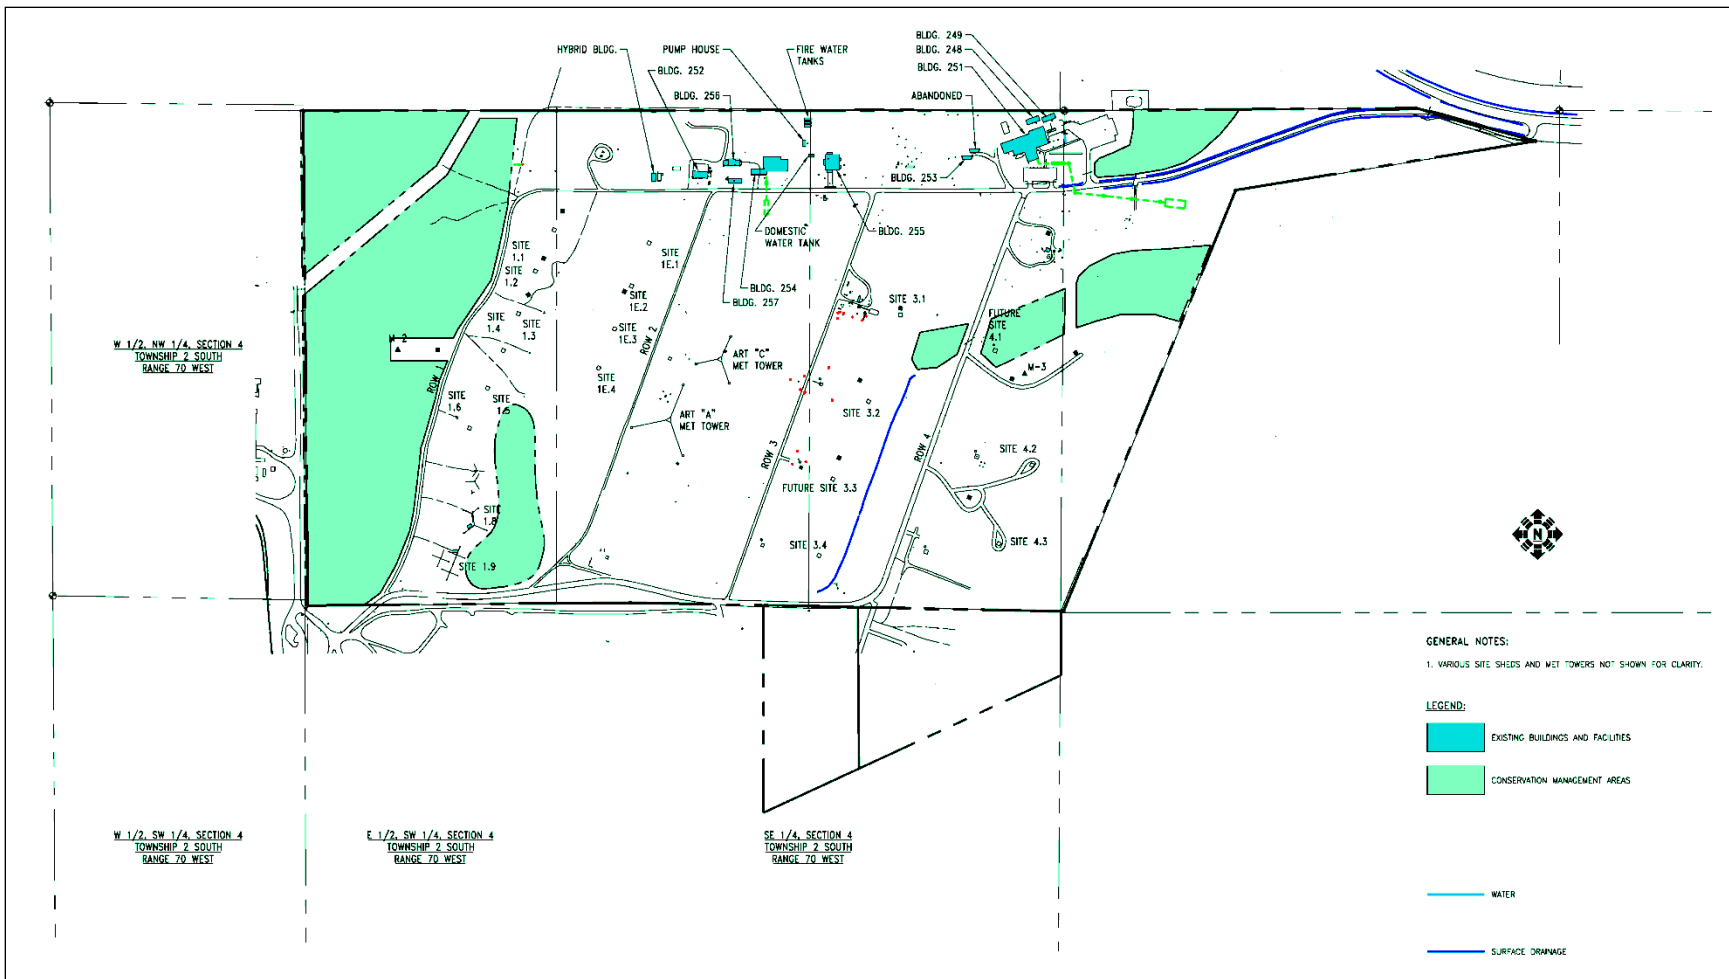 BLDG. 249
HYBRID BLDG.
PUMP HOUSE
FIRE WATER
TANKS
BLDG. 248
BLDG. 251
BLDG. 252
BLDG. 256
ABANDONED
BLDG. 253
DOMESTIC
WATER TANK
BLDG. 255
SITE
1.1
SITE
1E.1
SITE
1.2
BLDG. 254
BLDG. 257
SITE
1E.2
SITE 3.1
FUTURE
SITE
4.1
SITE
1.4
SITE
1.3
SITE
1E.3
ROW 2
M-2
W 1/2, NW 1/4, SECTION 4
TOWNSHIP 2 SOUTH
RANGE 70 WEST
ART "C"
MET TOWER
M-3
ROW 1
SITE
1E.4
SITE
1.6
SITE
1.5
ART "A"
MET TOWER
SITE 3.2
ROW 3
ROW 4
SITE 4.2
FUTURE SITE 3.3
SITE
1.8
SITE 3.4
SITE 4.3
SITE 1.9
N
GENERAL NOTES:
1. VARIOUS SITE SHEDS AND MET TOWERS NOT SHOWN FOR CLARITY.
LEGEND:
EXISTING BUILDINGS AND FACILITIES
CONSERVATION MANAGEMENT AREAS
W 1/2, SW 1/4, SECTION 4
TOWNSHIP 2 SOUTH
RANGE 70 WEST
E 1/2, SW 1/4, SECTION 4
TOWNSHIP 2 SOUTH
RANGE 70 WEST
SE 1/4, SECTION 4
TOWNSHIP 2 SOUTH
RANGE 70 WEST
WATER
SURFACE DRAINAGE